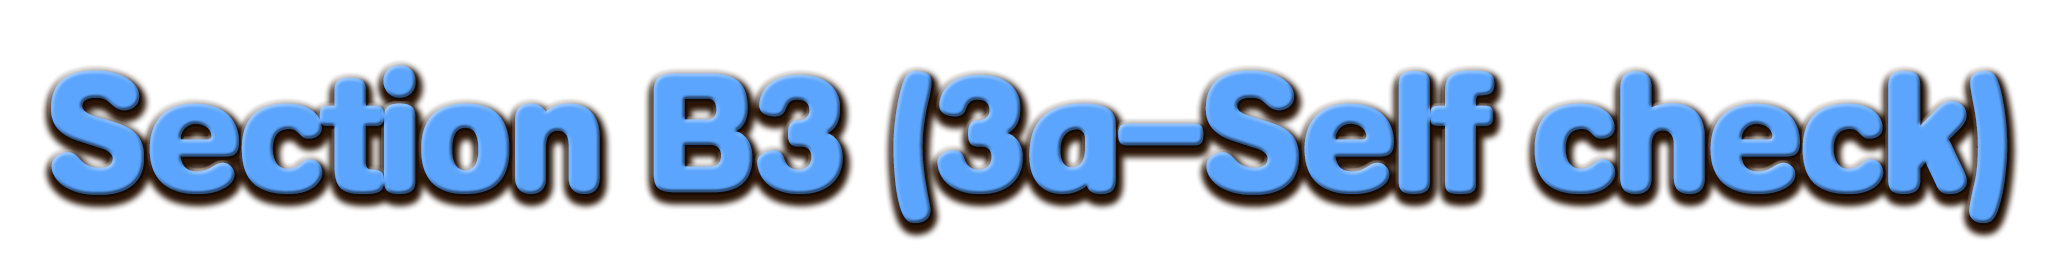 Section B3 (3a–Self check)